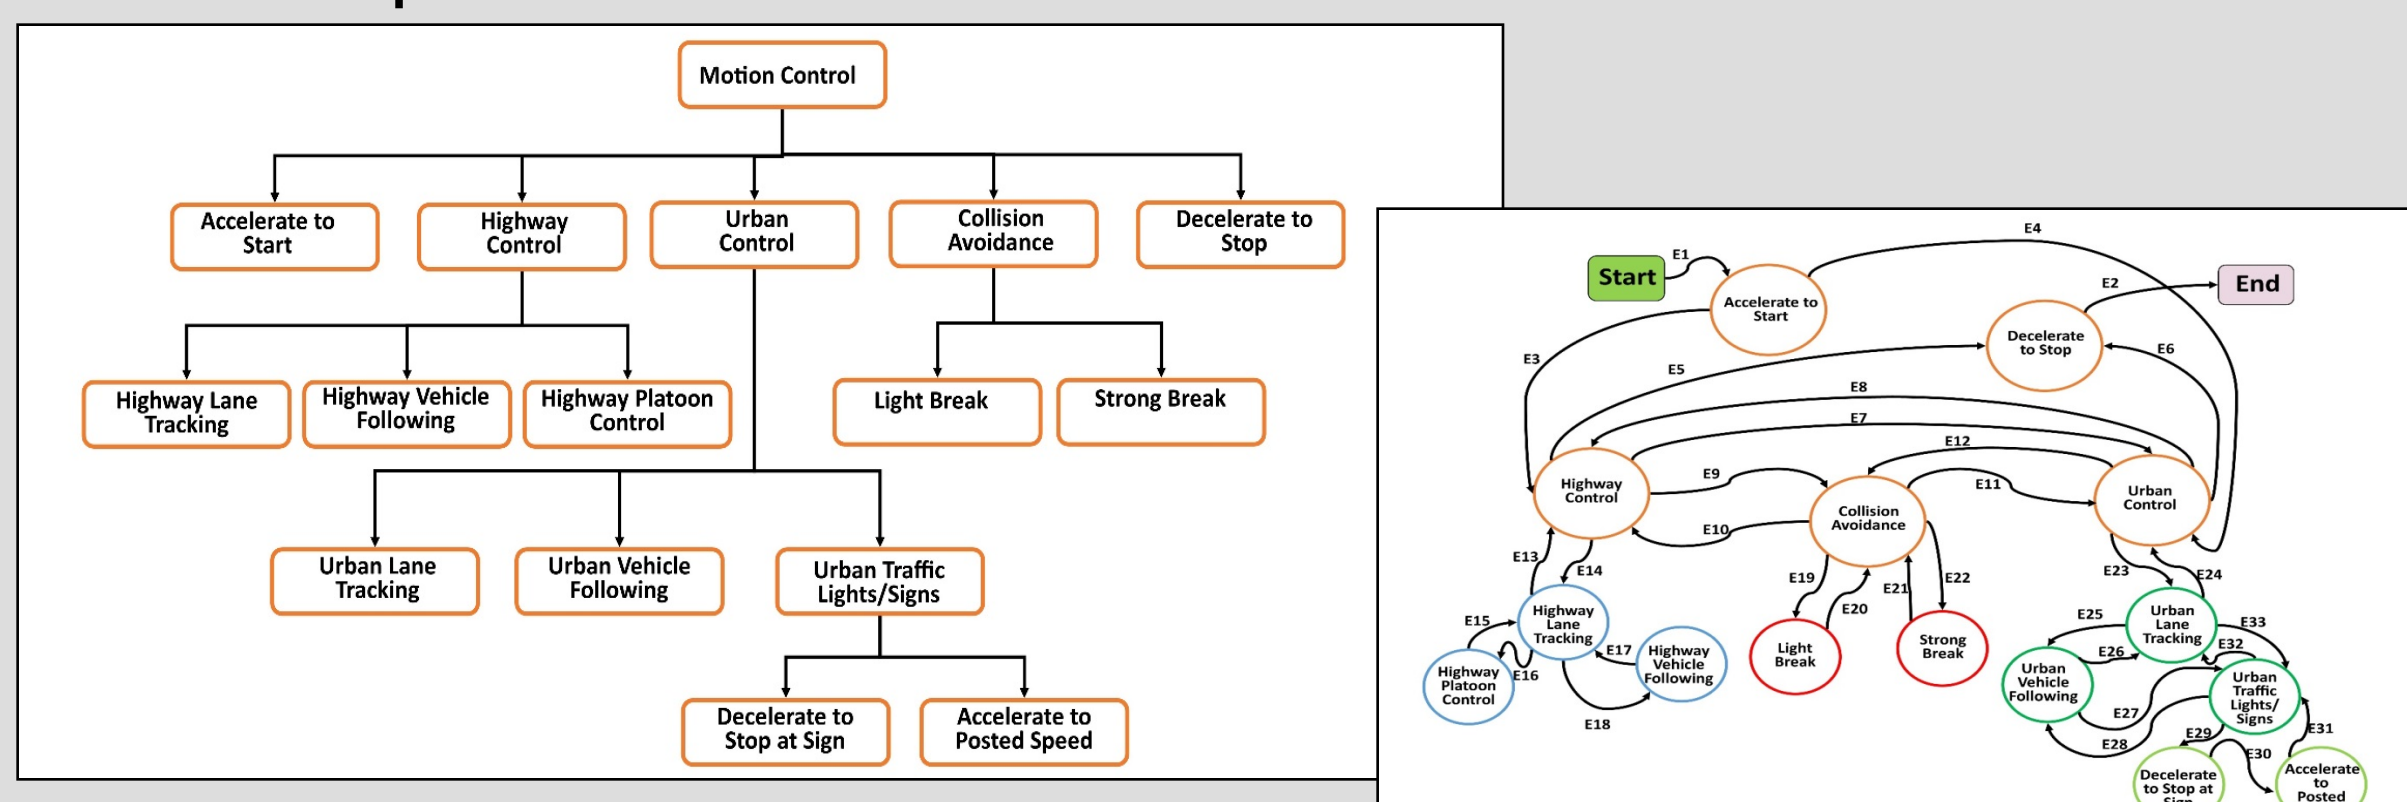 Motion Control
Accelerate to
Start
Highway
Control
Urban
Control
Collision
Avoidance
Decelerate to
Stop
Highway Lane
Tracking
Highway Vehicle
Following
Highway Platoon
Control
Light Break
Strong Break
Urban Lane
Tracking
Urban Vehicle
Following
Urban Traffic
Lights/Signs
Decelerate to
Stop at Sign
Accelerate to
Posted Speed
E4
E1
Start
Accelerate to
Start
E2
End
Decelerate
to Stop
E3
E5
E6
E8
E7
E12
Highway
Control
E9
E11
Urban
Control
Collision
Avoidance
E10
E13
E14
E19
E20
E21
E22
E23
E24
E15
Highway
Lane
Tracking
E17
E16
Highway
Platoon
Control
Highway
Vehicle
Following
E18
Light
Break
Strong
Break
E25
Urban
Lane
Tracking
E33
E32
E26
Urban
Vehicle
Following
Urban
Traffic
Lights/
Signs
E27
E28
E29
E30
E31
Decelerate
to Stop at
Sign
Accelerate
to
Posted